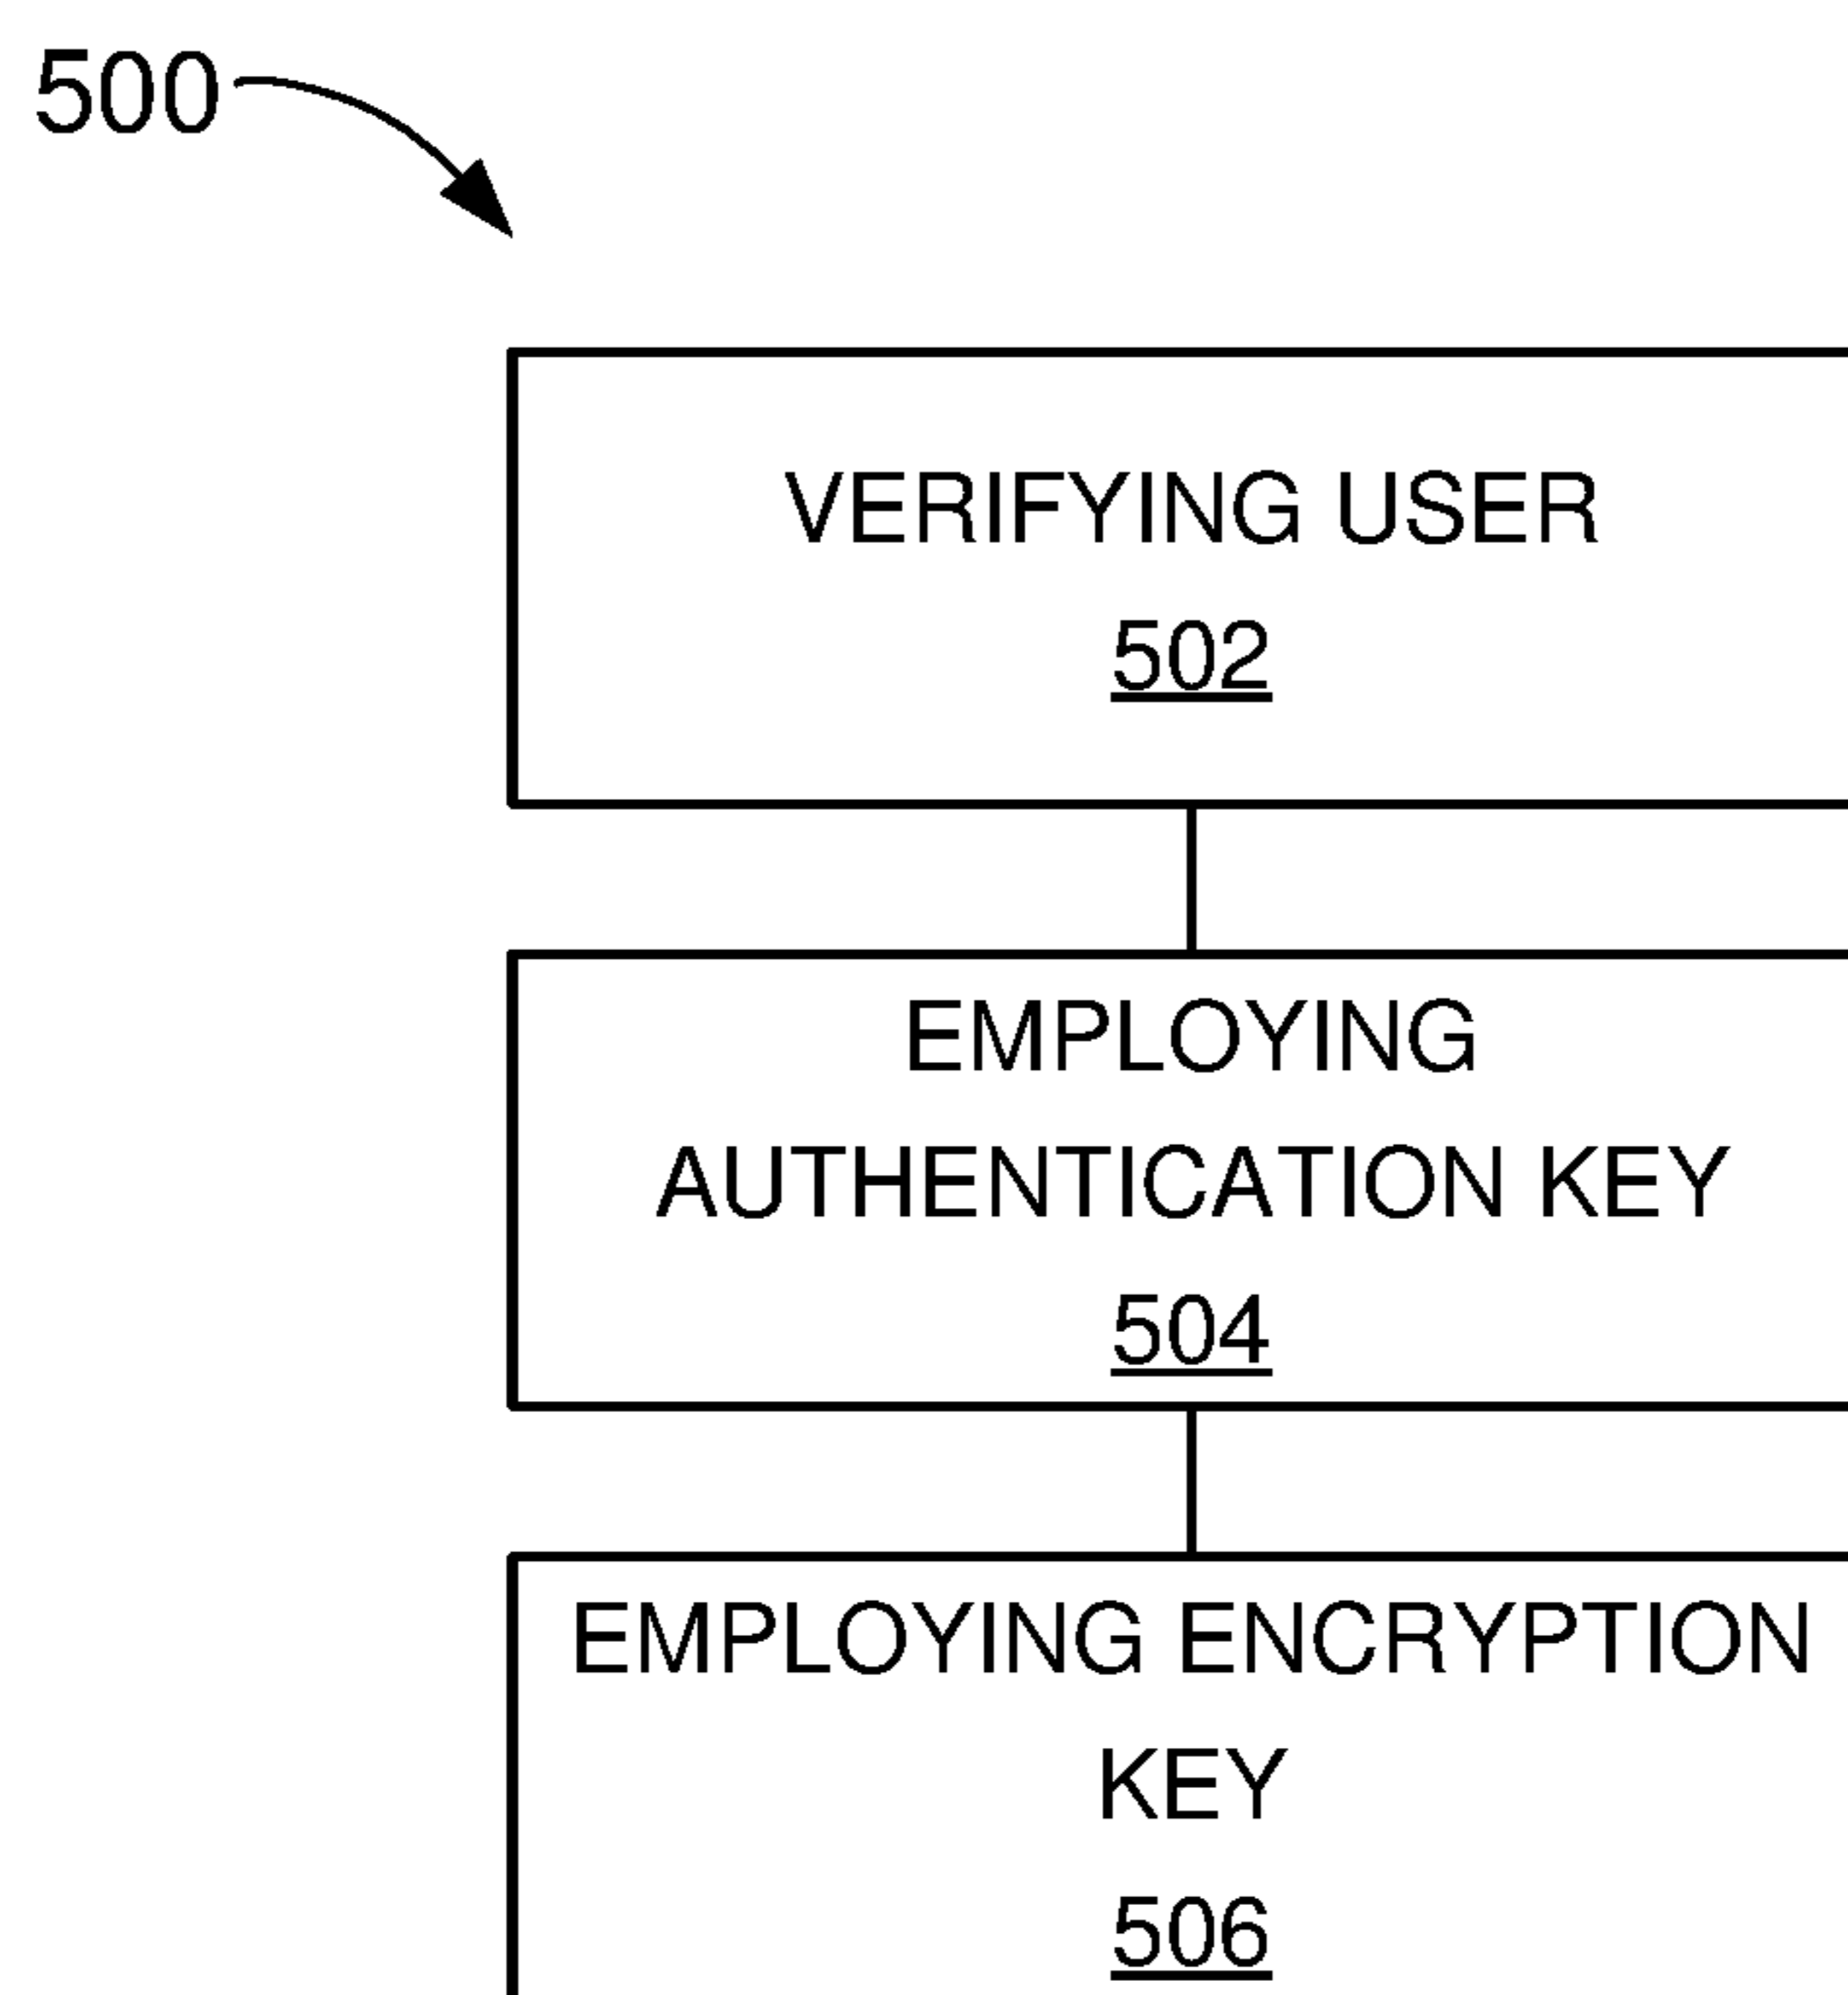 500
VERIFYING USER
502
EMPLOYING
AUTHENTICATION KEY
504
EMPLOYING ENCRYPTION
KEY
506